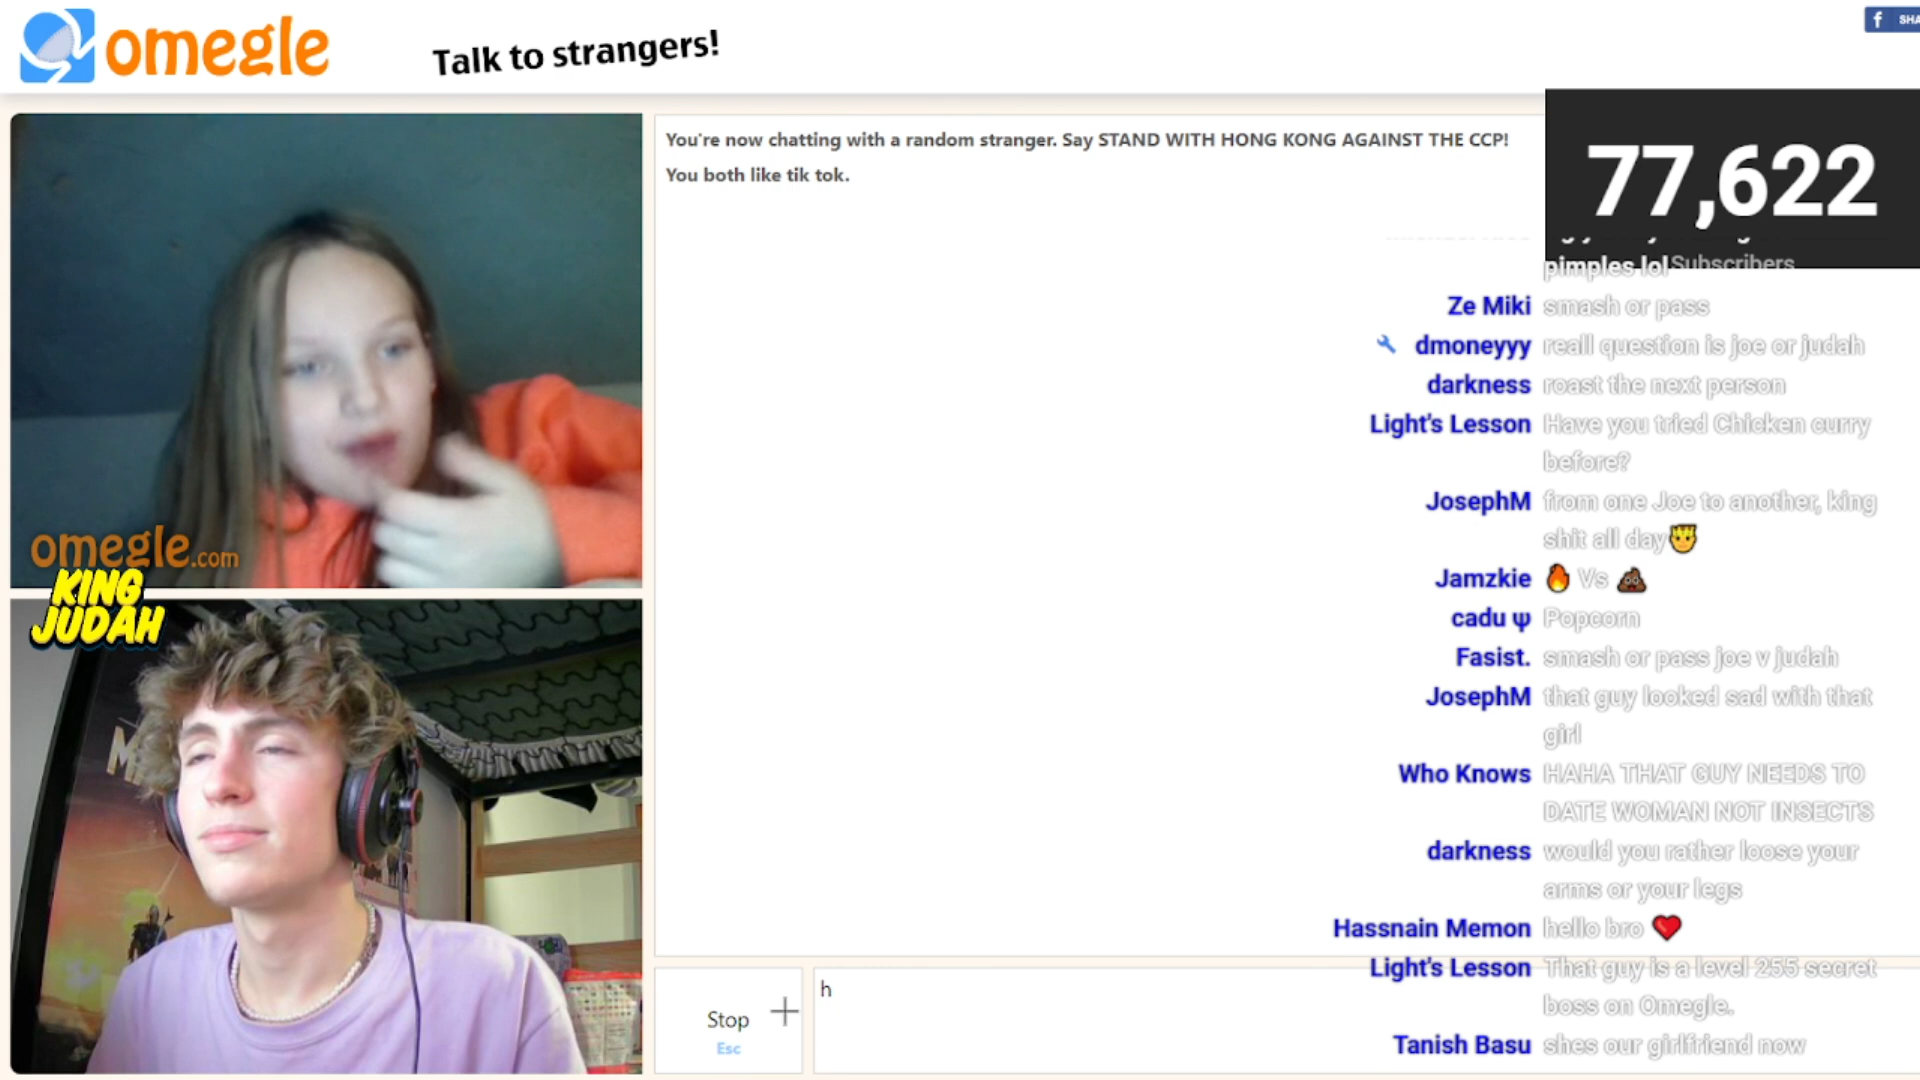 omegle
Talk to strangers!
f SHA
You're now chatting with a random stranger. Say STAND WITH HONG KONG AGAINST THE CCP!
You both like tik tok.
77,622
Subscribers
pimples lol
Ze Miki smash or pass
dmoneyyy reall question is joe or judah
darkness roast the next person
Light's Lesson Have you tried Chicken curry
before?
JosephM from one Joe to another, king
shit all day🤴
Jamzkie 🔥 Vs 💩
cadu ψ Popcorn
Fasist. smash or pass joe v judah
JosephM that guy looked sad with that
girl
Who Knows HAHA THAT GUY NEEDS TO
DATE WOMAN NOT INSECTS
darkness would you rather loose your
arms or your legs
Hassnain Memon hello bro ❤️
Light's Lesson That guy is a level 255 secret
boss on Omegle.
Tanish Basu shes our girlfriend now
omegle.com
KING
JUDAH
Stop
Esc
h